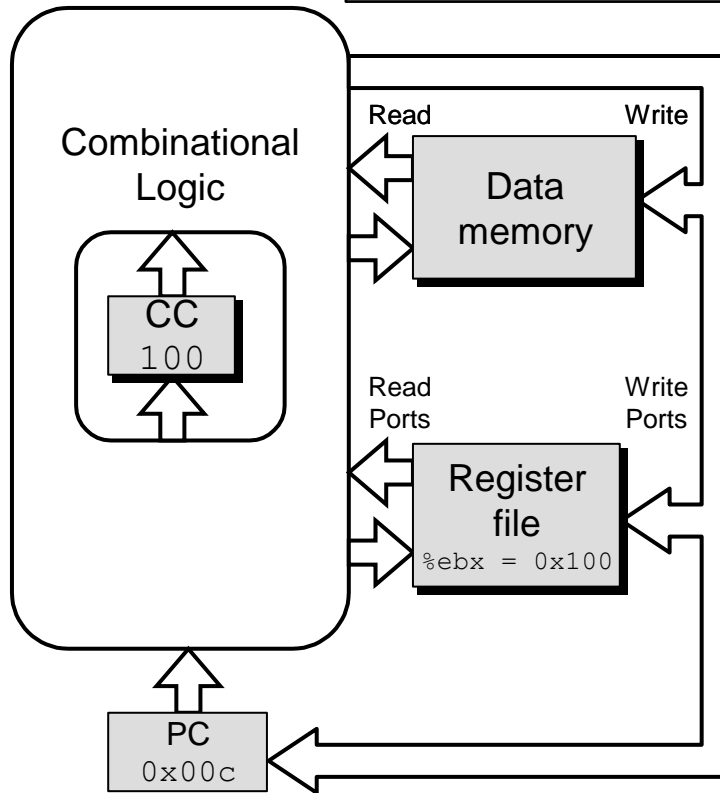 Combinational
Logic
CC
100
Read
Write
Data
memory
Read
Ports
Write
Ports
Register
file
%ebx = 0x100
PC
0x00c